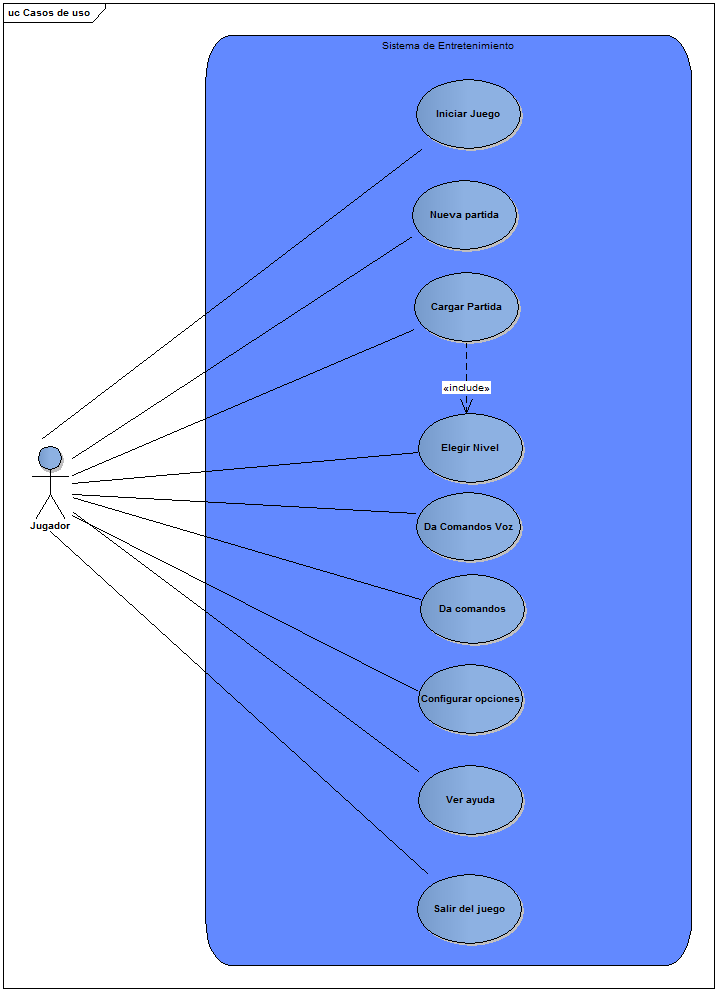 uc Casos de uso
Sistema de Entretenimiento
Iniciar Juego
Nueva partida
Cargar Partida
«include»
Elegir Nivel
Da Comandos Voz
Jugador
Da comandos
Configurar opciones
Ver ayuda
Salir del juego